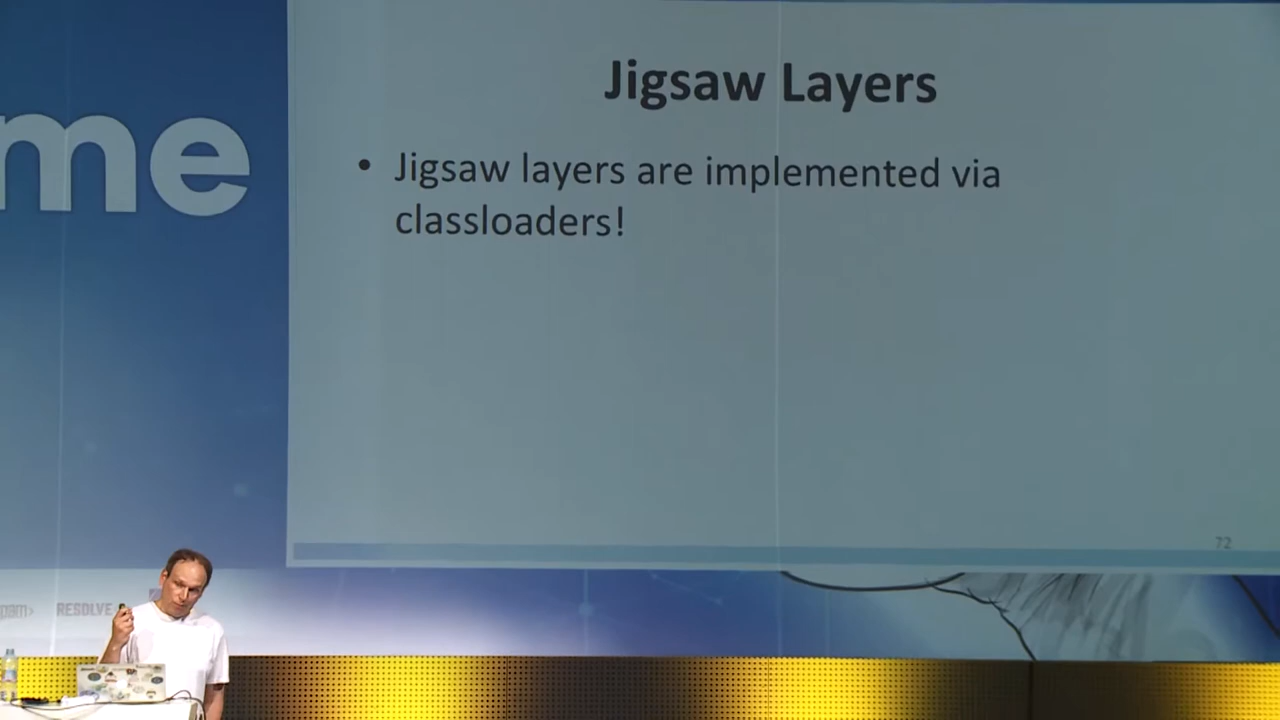 Jigsaw Layers
me
• Jigsaw layers are implemented via
classloaders!
72
RESOLVE